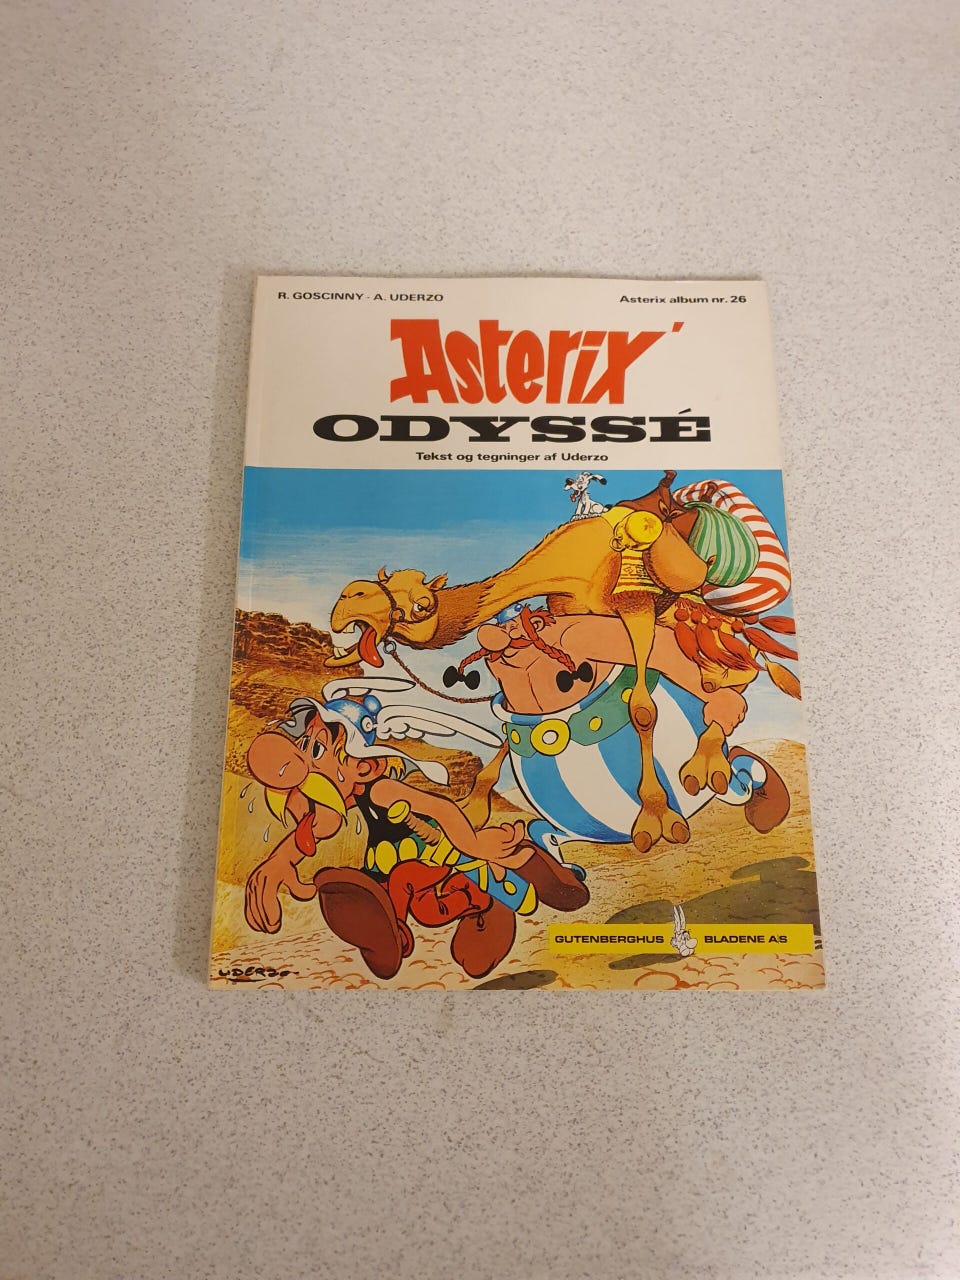 R. GOSCINNY - A. UDERZO
Asterix album nr. 26
Asterix'
ODYSSÉ
Tekst og tegninger af Uderzo
GUTENBERGHUS BLADENE A/S
UDERZO